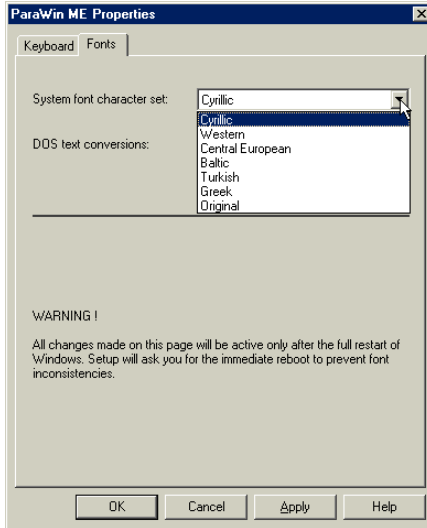 ParaWin ME Properties
Keyboard Fonts
System font character set: Cyrillic
Cyrillic
Western
Central European
DOS text conversions:
Baltic
Turkish
Greek
Original
WARNING !
All changes made on this page will be active only after the full restart of
Windows. Setup will ask you for the immediate reboot to prevent font
inconsistencies.
OK Cancel Apply Help